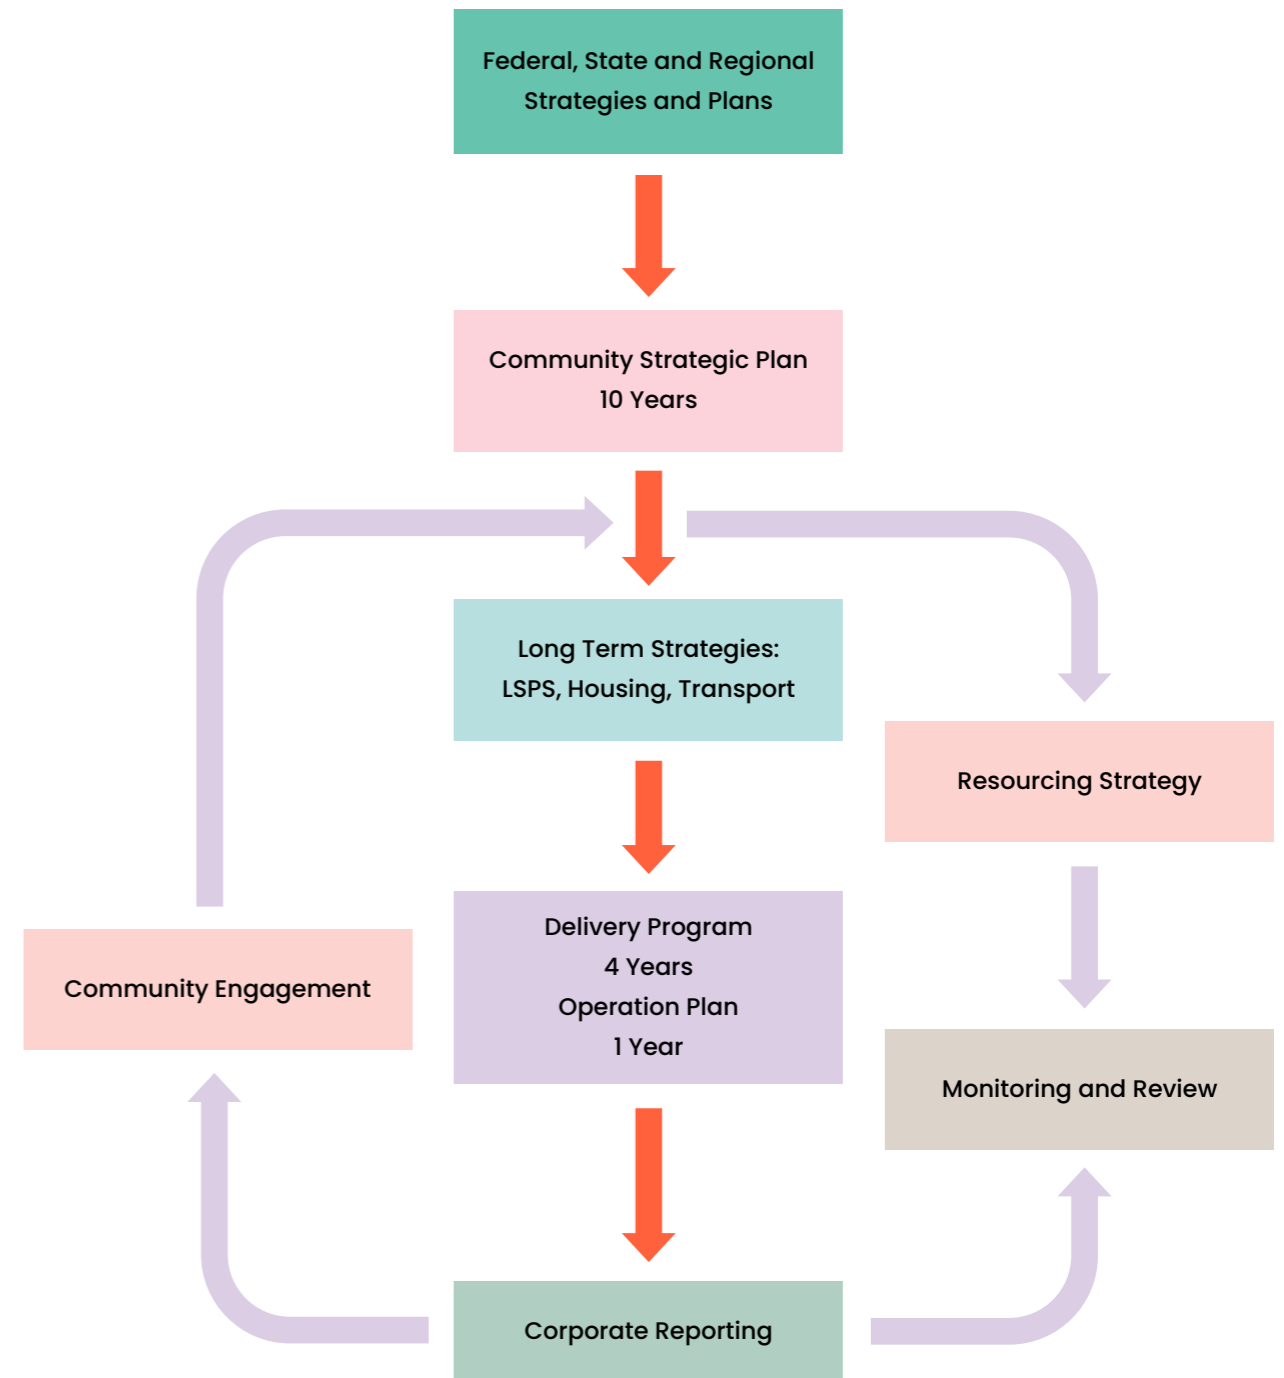 Federal, State and Regional
Strategies and Plans
Community Strategic Plan
10 Years
Long Term Strategies:
LSPS, Housing, Transport
Resourcing Strategy
Delivery Program
4 Years
Operation Plan
1 Year
Community Engagement
Monitoring and Review
Corporate Reporting